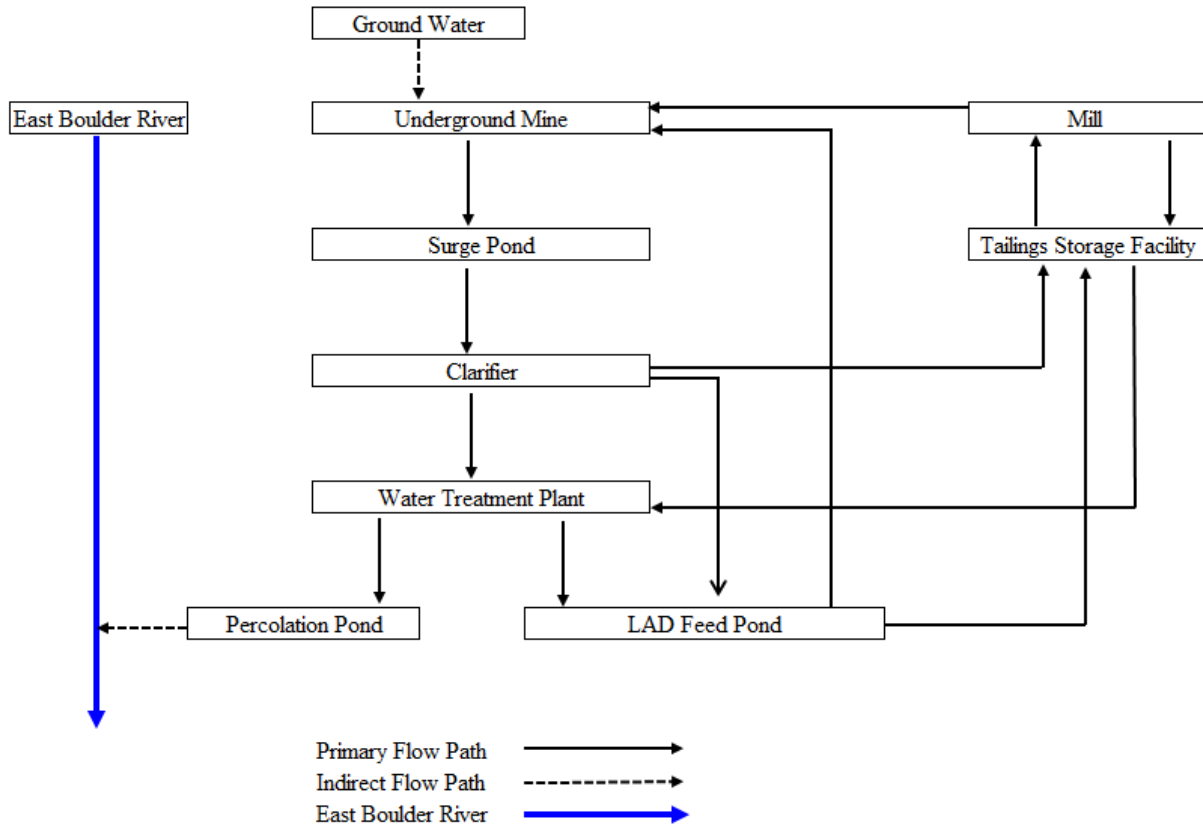 Ground Water
East Boulder River
Underground Mine
Mill
Surge Pond
Tailings Storage Facility
Clarifier
Water Treatment Plant
Percolation Pond
LAD Feed Pond
Primary Flow Path
Indirect Flow Path
East Boulder River